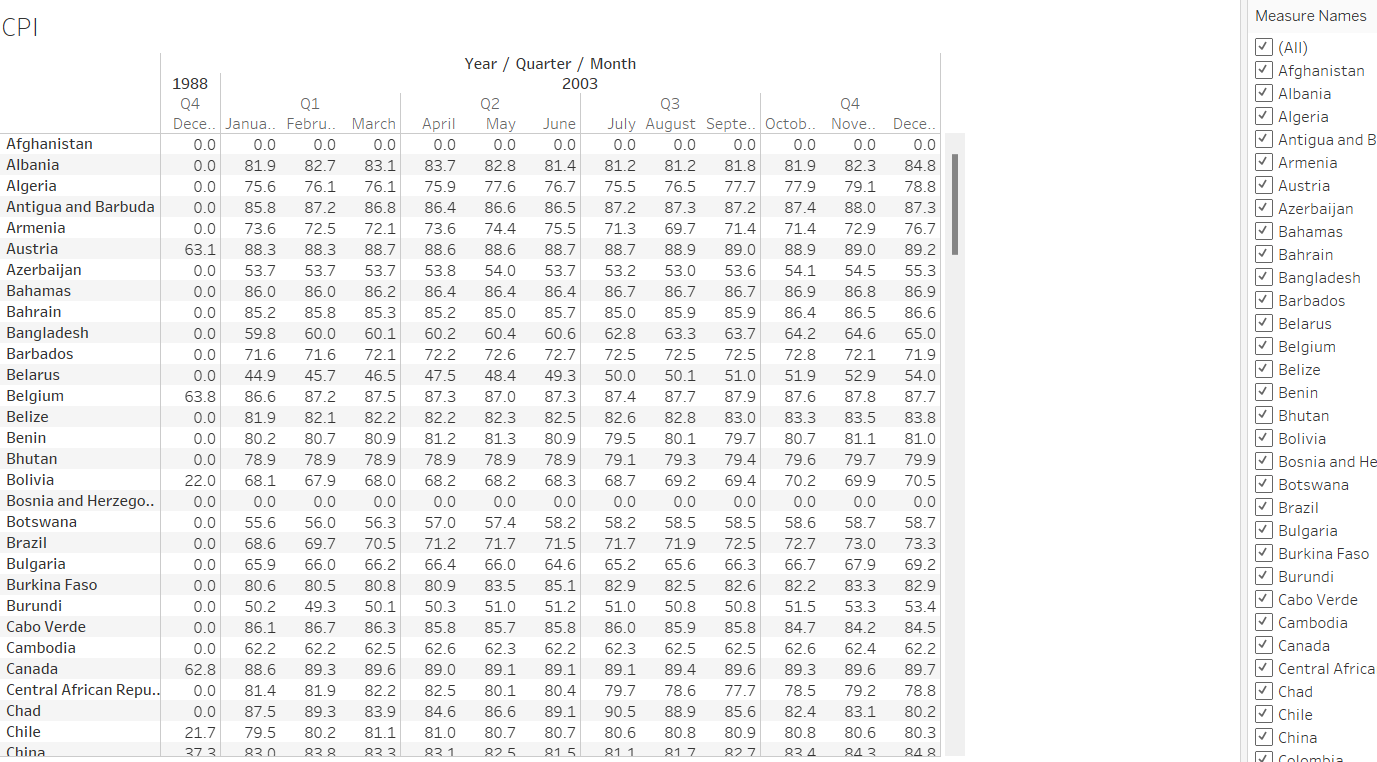 CPI
Year / Quarter / Month
1988 2003
Q4 Q1 Q2 Q3 Q4
Dece.. Janua.. Febru.. March April May June July August Septe.. Octob.. Nove.. Dece..
Afghanistan 0.0 0.0 0.0 0.0 0.0 0.0 0.0 0.0 0.0 0.0 0.0 0.0 0.0
Albania 0.0 81.9 82.7 83.1 83.7 82.8 81.4 81.2 81.2 81.8 81.9 82.3 84.8
Algeria 0.0 75.6 76.1 76.1 75.9 77.6 76.7 75.5 76.5 77.7 77.9 79.1 78.8
Antigua and Barbuda 0.0 85.8 87.2 86.8 86.4 86.6 86.5 87.2 87.3 87.2 87.4 88.0 87.3
Armenia 0.0 73.6 72.5 72.1 73.6 74.4 75.5 71.3 69.7 71.4 71.4 72.9 76.7
Austria 63.1 88.3 88.3 88.7 88.6 88.6 88.7 88.7 88.9 89.0 88.9 89.0 89.2
Azerbaijan 0.0 53.7 53.7 53.7 53.8 54.0 53.7 53.2 53.0 53.6 54.1 54.5 55.3
Bahamas 0.0 86.0 86.0 86.2 86.4 86.4 86.4 86.7 86.7 86.7 86.9 86.8 86.9
Bahrain 0.0 85.2 85.8 85.3 85.2 85.0 85.7 85.0 85.9 85.9 86.4 86.5 86.6
Bangladesh 0.0 59.8 60.0 60.1 60.2 60.4 60.6 62.8 63.3 63.7 64.2 64.6 65.0
Barbados 0.0 71.6 71.6 72.1 72.2 72.6 72.7 72.5 72.5 72.5 72.8 72.1 71.9
Belarus 0.0 44.9 45.7 46.5 47.5 48.4 49.3 50.0 50.1 51.0 51.9 52.9 54.0
Belgium 63.8 86.6 87.2 87.5 87.3 87.0 87.3 87.4 87.7 87.9 87.6 87.8 87.7
Belize 0.0 81.9 82.1 82.2 82.2 82.3 82.5 82.6 82.8 83.0 83.3 83.5 83.8
Benin 0.0 80.2 80.7 80.9 81.2 81.3 80.9 79.5 80.1 79.7 80.7 81.1 81.0
Bhutan 0.0 78.9 78.9 78.9 78.9 78.9 78.9 79.1 79.3 79.4 79.6 79.7 79.9
Bolivia 22.0 68.1 67.9 68.0 68.2 68.2 68.3 68.7 69.2 69.4 70.2 69.9 70.5
Bosnia and Herzego.. 0.0 0.0 0.0 0.0 0.0 0.0 0.0 0.0 0.0 0.0 0.0 0.0 0.0
Botswana 0.0 55.6 56.0 56.3 57.0 57.4 58.2 58.2 58.5 58.5 58.6 58.7 58.7
Brazil 0.0 68.6 69.7 70.5 71.2 71.7 71.5 71.7 71.9 72.5 72.7 73.0 73.3
Bulgaria 0.0 65.9 66.0 66.2 66.4 66.0 64.6 65.2 65.6 66.3 66.7 67.9 69.2
Burkina Faso 0.0 80.6 80.5 80.8 80.9 83.5 85.1 82.9 82.5 82.6 82.2 83.3 82.9
Burundi 0.0 50.2 49.3 50.1 50.3 51.0 51.2 51.0 50.8 50.8 51.5 53.3 53.4
Cabo Verde 0.0 86.1 86.7 86.3 85.8 85.7 85.8 86.0 85.9 85.8 84.7 84.2 84.5
Cambodia 0.0 62.2 62.2 62.5 62.6 62.3 62.2 62.3 62.5 62.5 62.6 62.4 62.2
Canada 62.8 88.6 89.3 89.6 89.0 89.1 89.1 89.1 89.4 89.6 89.3 89.6 89.7
Central African Repu.. 0.0 81.4 81.9 82.2 82.5 80.1 80.4 79.7 78.6 77.7 78.5 79.2 78.8
Chad 0.0 87.5 89.3 83.9 84.6 86.6 89.1 90.5 88.9 85.6 82.4 83.1 80.2
Chile 21.7 79.5 80.2 81.1 81.0 80.7 80.7 80.6 80.8 80.9 80.8 80.6 80.3
China 37.3 83.0 83.8 83.3 83.1 82.5 81.5 81.1 81.7 82.7 83.4 84.3 84.8
Measure Names
(All)
Afghanistan
Albania
Algeria
Antigua and B
Armenia
Austria
Azerbaijan
Bahamas
Bahrain
Bangladesh
Barbados
Belarus
Belgium
Belize
Benin
Bhutan
Bolivia
Bosnia and He
Botswana
Brazil
Bulgaria
Burkina Faso
Burundi
Cabo Verde
Cambodia
Canada
Central Africa
Chad
Chile
China
Colombia